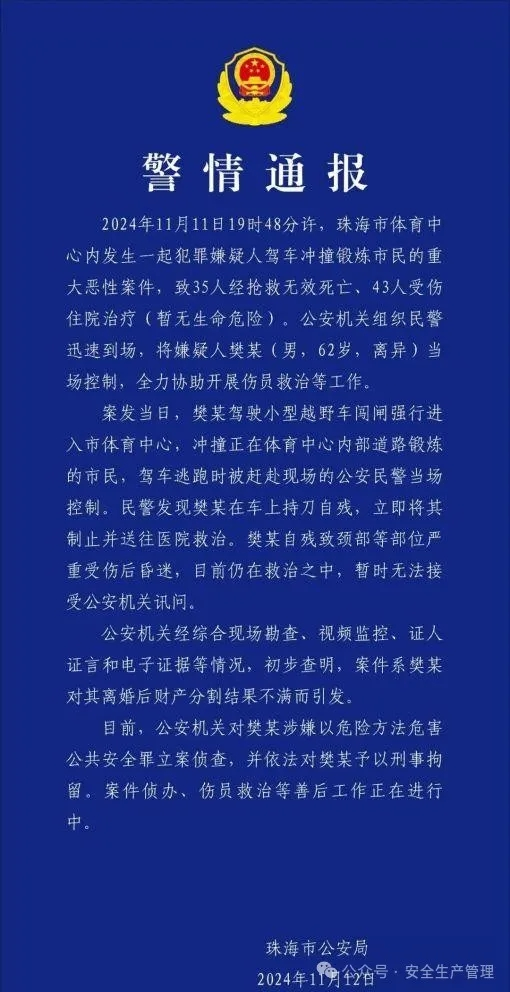 警情通报
2024年11月11日19时48分许，珠海市体育中
心内发生一起犯罪嫌疑人驾车冲撞锻炼市民的重
大恶性案件，致35人经抢救无效死亡、43人受伤
住院治疗（暂无生命危险）。公安机关组织民警
迅速到场，将嫌疑人樊某（男，62岁，离异）当
场控制，全力协助开展伤员救治等工作。
案发当日，樊某驾驶小型越野车闯闸强行进
入市体育中心，冲撞正在体育中心内部道路锻炼
的市民，驾车逃跑时被赶赴现场的公安民警当场
控制。民警发现樊某在车上持刀自残，立即将其
制止并送往医院救治。樊某自残致颈部等部位严
重受伤后昏迷，目前仍在救治之中，暂时无法接
受公安机关讯问。
公安机关经综合现场勘查、视频监控、证人
证言和电子证据等情况，初步查明，案件系樊某
对其离婚后财产分割结果不满而引发。
目前，公安机关对樊某涉嫌以危险方法危害
公共安全罪立案侦查，并依法对樊某予以刑事拘
留。案件侦办、伤员救治等善后工作正在进行
中。
珠海市公安局
公众号·安全生产管理
2024年11月12日